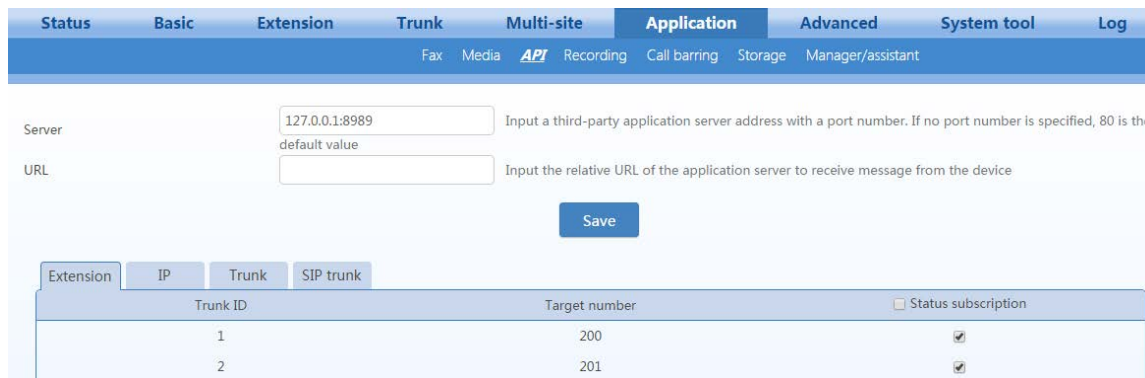 Status Basic Extension Trunk Multi-site Application Advanced System tool Log
Fax Media API Recording Call barring Storage Manager/assistant
Server 127.0.0.1:8989 Input a third-party application server address with a port number. If no port number is specified, 80 is the
default value
URL Input the relative URL of the application server to receive message from the device
Save
Extension IP Trunk SIP trunk
Trunk ID Target number Status subscription
1 200
2 201